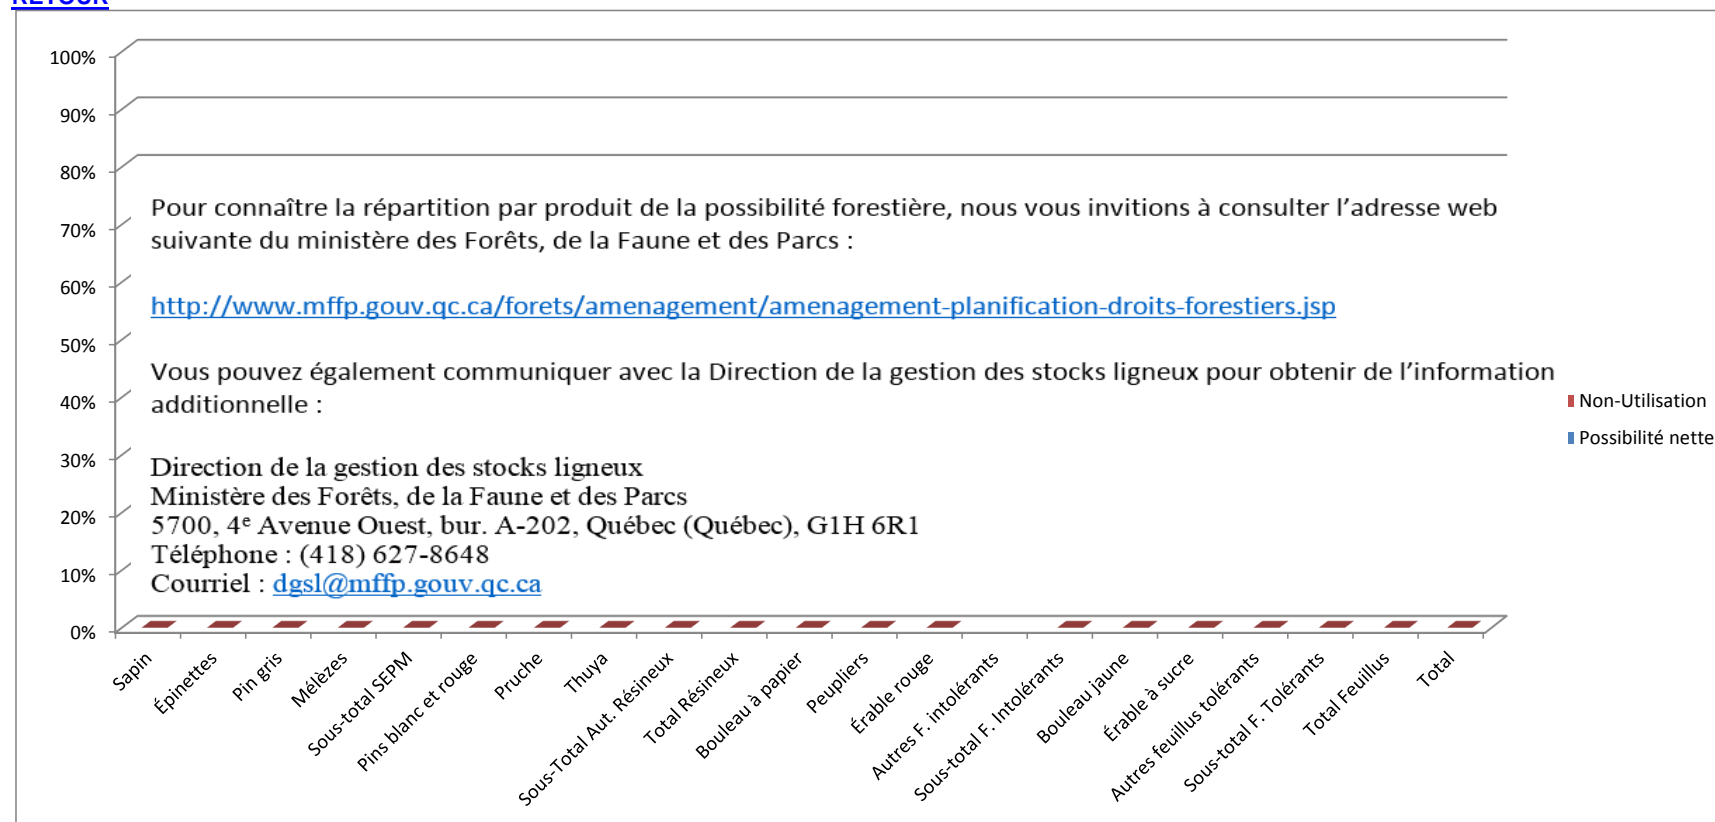 RETOUR
100%
90%
80%
70%
60%
50%
40%
30%
20%
10%
0%
Pour connaître la répartition par produit de la possibilité forestière, nous vous invitions à consulter l’adresse web
suivante du ministère des Forêts, de la Faune et des Parcs :
http://www.mffp.gouv.qc.ca/forets/amenagement/amenagement-planification-droits-forestiers.jsp
Vous pouvez également communiquer avec la Direction de la gestion des stocks ligneux pour obtenir de l’information
additionnelle :
Direction de la gestion des stocks ligneux
Ministère des Forêts, de la Faune et des Parcs
5700, 4e Avenue Ouest, bur. A-202, Québec (Québec), G1H 6R1
Téléphone : (418) 627-8648
Courriel : dgsl@mffp.gouv.qc.ca
Non-Utilisation
Possibilité nette
Sapin
Épinettes
Pin gris
Mélèzes
Sous-total SEPM
Pins blanc et rouge
Pruche
Thuya
Sous-Total Aut. Résineux
Total Résineux
Bouleau à papier
Peupliers
Érable rouge
Autres F. intolérants
Sous-total F. Intolérants
Bouleau jaune
Érable à sucre
Autres feuillus tolérants
Sous-total F. Tolérants
Total Feuillus
Total